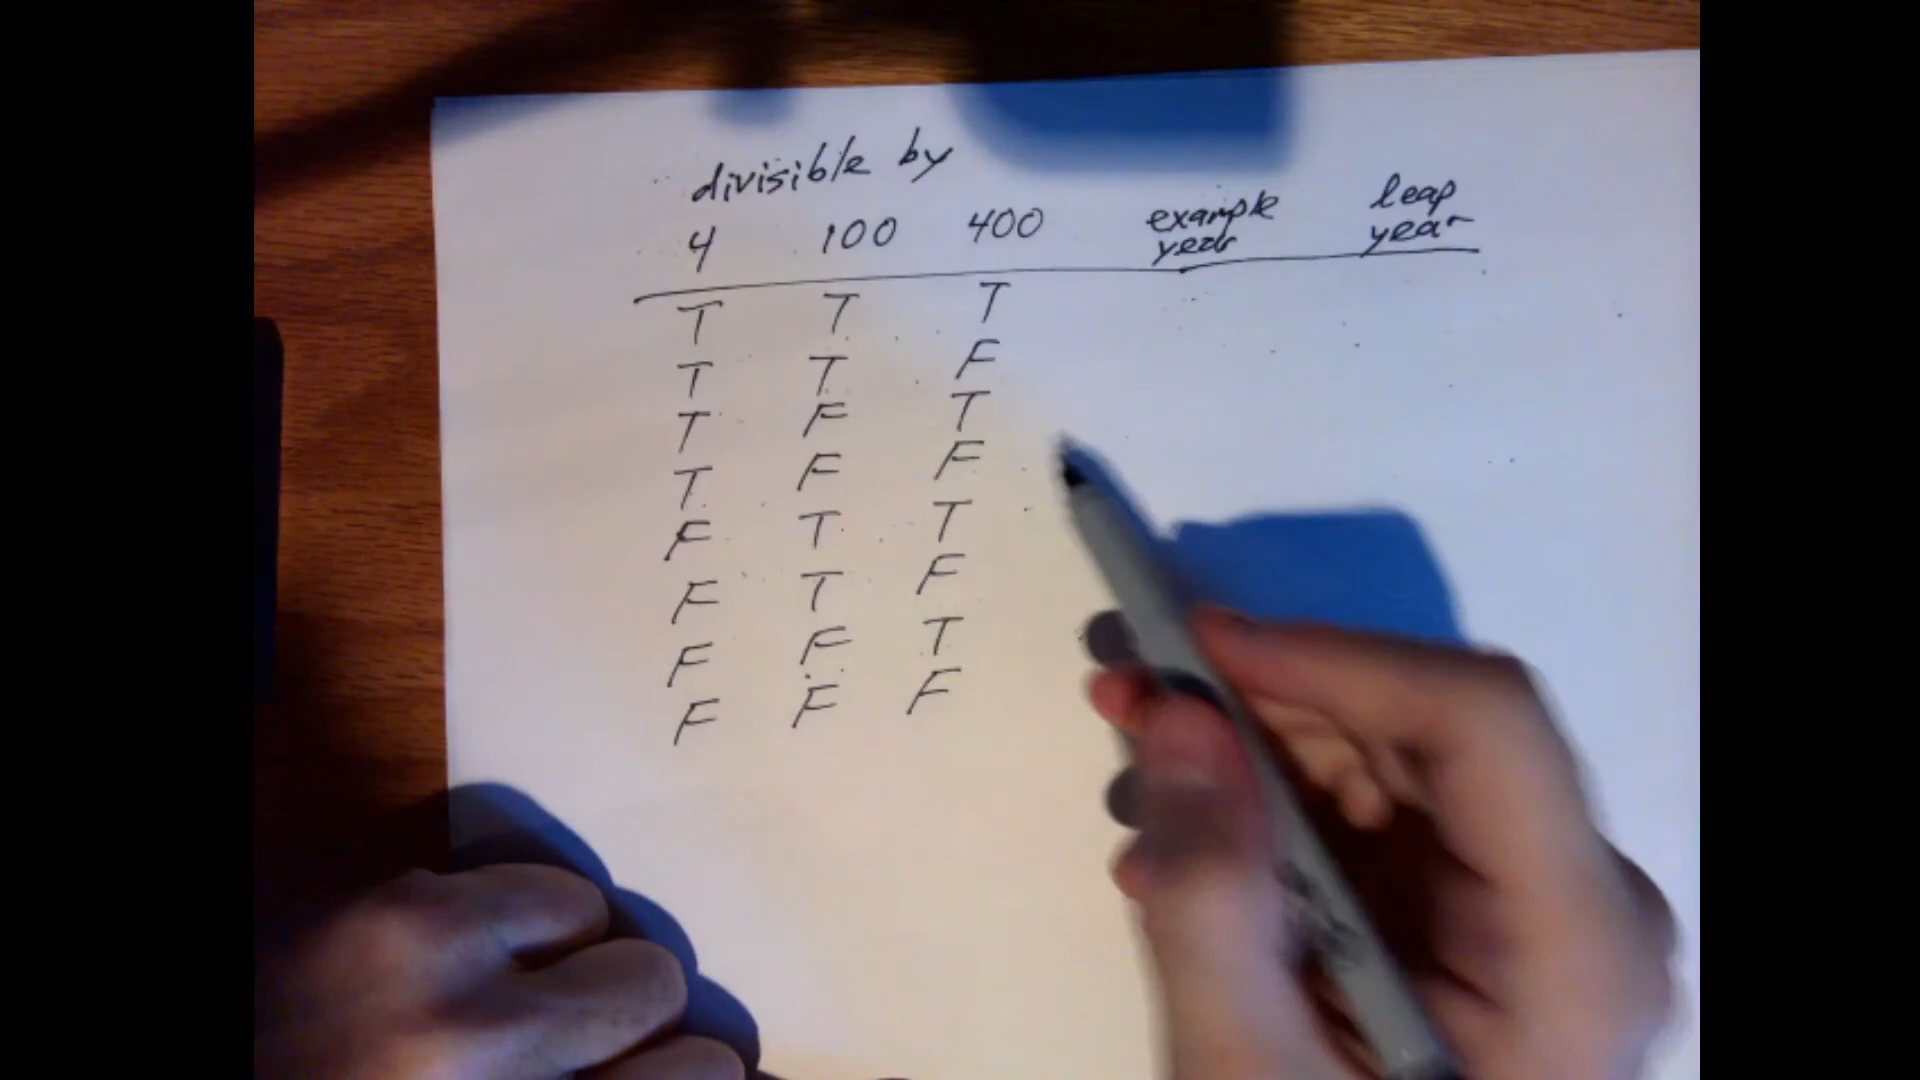 divisible by
4 100 400 example year leap year
T T T
T T F
T F T
T F F
F T T
F T F
F F T
F F F